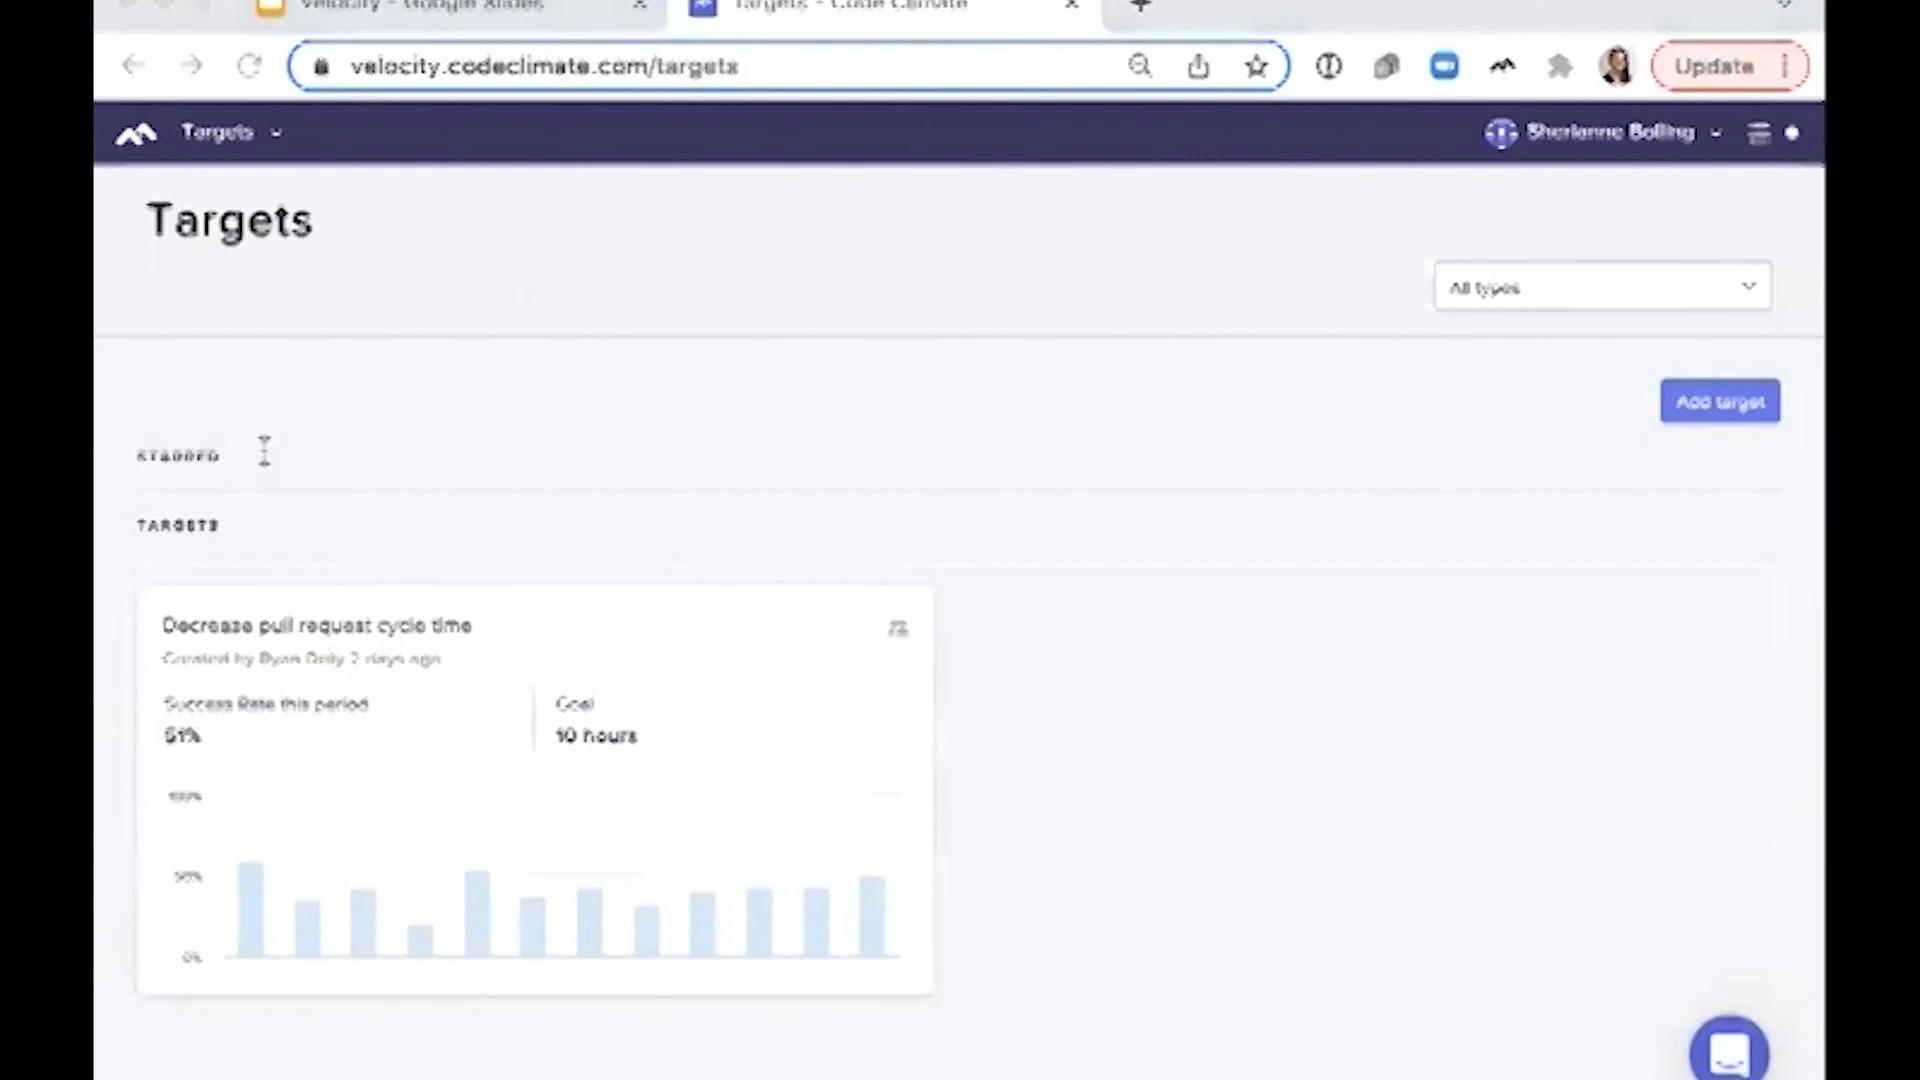 Velocity - Google Slides
Targets - Code Climate
velocity.codeclimate.com/targets
Update
Targets
Sherianne Bolling
Targets
All types
Add target
STARRED
TARGETS
Decrease pull request cycle time
Created by Ryan Daly 2 days ago
Success Rate this period
Goal
51%
10 hours
100%
50%
0%